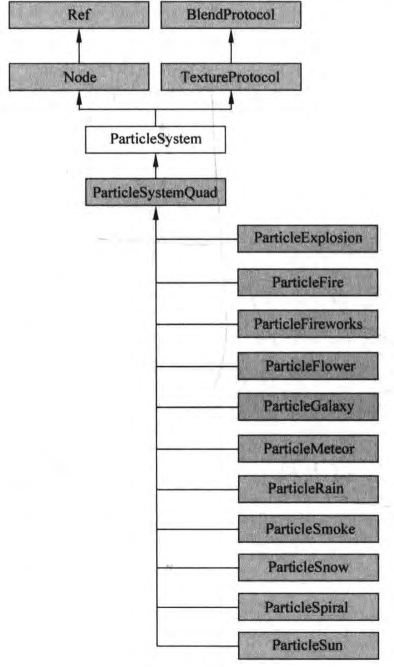 Ref
BlendProtocol
Node
TextureProtocol
ParticleSystem
ParticleSystemQuad
ParticleExplosion
ParticleFire
ParticleFireworks
ParticleFlower
ParticleGalaxy
ParticleMeteor
ParticleRain
ParticleSmoke
ParticleSnow
ParticleSpiral
ParticleSun